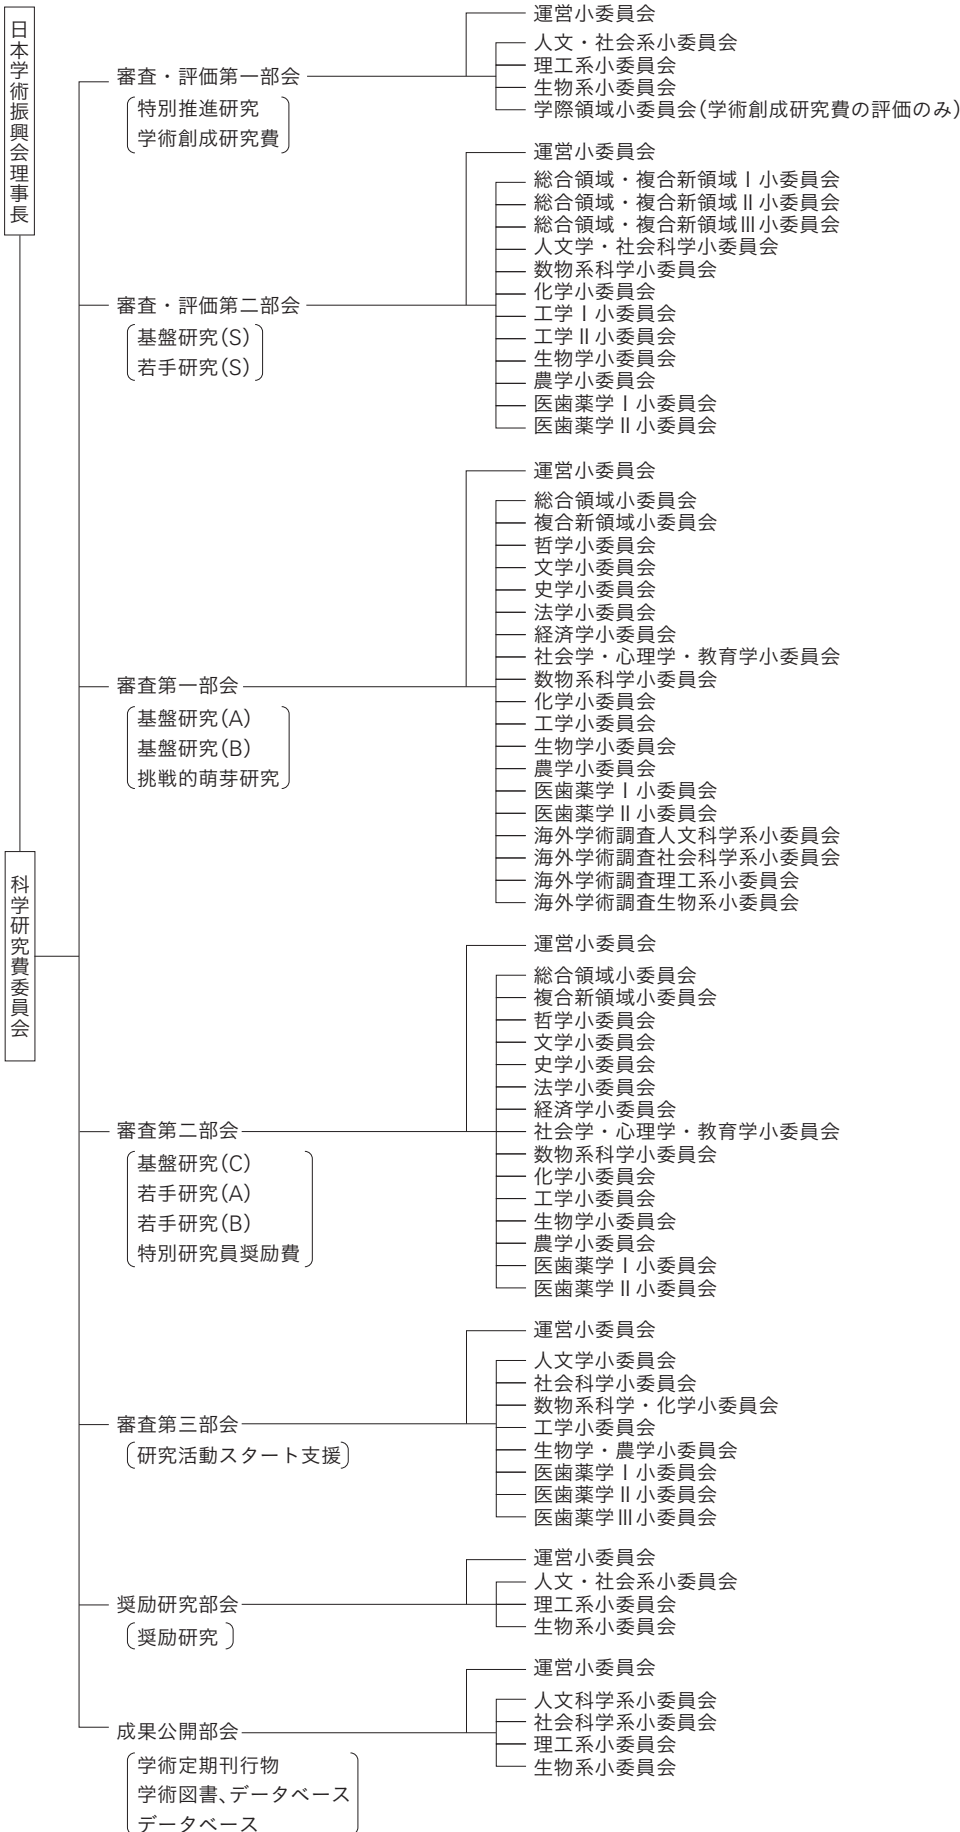 日本学術振興会理事長
科学研究費委員会
審査・評価第一部会
特別推進研究
学術創成研究費
運営小委員会
人文・社会系小委員会
理工系小委員会
生物系小委員会
学際領域小委員会(学術創成研究費の評価のみ)
審査・評価第二部会
基盤研究(S)
若手研究(S)
運営小委員会
総合領域・複合新領域Ⅰ小委員会
総合領域・複合新領域Ⅱ小委員会
総合領域・複合新領域Ⅲ小委員会
人文学・社会科学小委員会
数物系科学小委員会
化学小委員会
工学Ⅰ小委員会
工学Ⅱ小委員会
生物学小委員会
農学小委員会
医歯薬学Ⅰ小委員会
医歯薬学Ⅱ小委員会
審査第一部会
基盤研究(A)
基盤研究(B)
挑戦的萌芽研究
運営小委員会
総合領域小委員会
複合新領域小委員会
哲学小委員会
文学小委員会
史学小委員会
法学小委員会
経済学小委員会
社会学・心理学・教育学小委員会
数物系科学小委員会
化学小委員会
工学小委員会
生物学小委員会
農学小委員会
医歯薬学Ⅰ小委員会
医歯薬学Ⅱ小委員会
海外学術調査人文科学系小委員会
海外学術調査社会科学系小委員会
海外学術調査理工系小委員会
海外学術調査生物系小委員会
審査第二部会
基盤研究(C)
若手研究(A)
若手研究(B)
特別研究員奨励費
運営小委員会
総合領域小委員会
複合新領域小委員会
哲学小委員会
文学小委員会
史学小委員会
法学小委員会
経済学小委員会
社会学・心理学・教育学小委員会
数物系科学小委員会
化学小委員会
工学小委員会
生物学小委員会
農学小委員会
医歯薬学Ⅰ小委員会
医歯薬学Ⅱ小委員会
審査第三部会
研究活動スタート支援
運営小委員会
人文学小委員会
社会科学小委員会
数物系科学・化学小委員会
工学小委員会
生物学・農学小委員会
医歯薬学Ⅰ小委員会
医歯薬学Ⅱ小委員会
医歯薬学Ⅲ小委員会
奨励研究部会
奨励研究
運営小委員会
人文・社会系小委員会
理工系小委員会
生物系小委員会
成果公開部会
学術定期刊行物
学術図書、データベース
データベース
運営小委員会
人文科学系小委員会
社会科学系小委員会
理工系小委員会
生物系小委員会